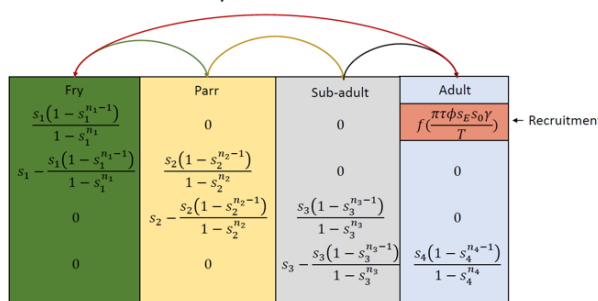 Fry Parr Sub-adult Adult
s₁(1 − s₁^{n₁−1}) / (1 − s₁^{n₁}) 0 0 f(πτϕs_E s₀γ / T) ← Recruitment
s₁ − s₁(1 − s₁^{n₁−1}) / (1 − s₁^{n₁}) s₂(1 − s₂^{n₂−1}) / (1 − s₂^{n₂}) 0 0
0 s₂ − s₂(1 − s₂^{n₂−1}) / (1 − s₂^{n₂}) s₃(1 − s₃^{n₃−1}) / (1 − s₃^{n₃}) 0
0 0 s₃ − s₃(1 − s₃^{n₃−1}) / (1 − s₃^{n₃}) s₄(1 − s₄^{n₄−1}) / (1 − s₄^{n₄})